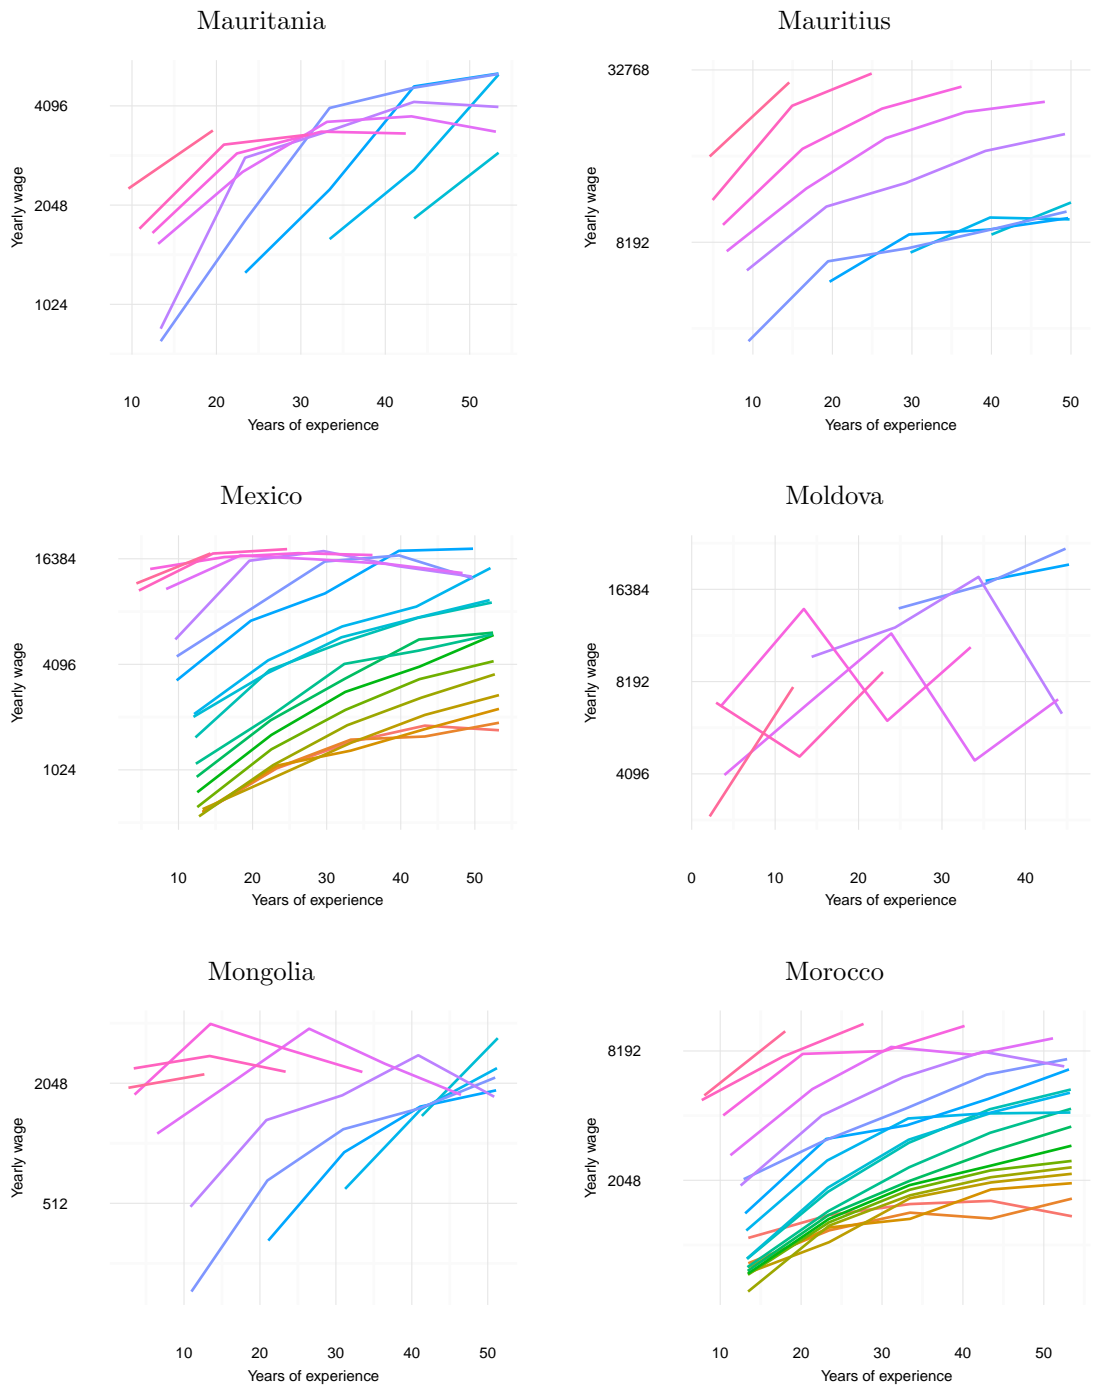 Mauritania
4096
2048
1024
Yearly wage
10 20 30 40 50
Years of experience
Mauritius
32768
8192
Yearly wage
10 20 30 40 50
Years of experience
Mexico
16384
4096
1024
Yearly wage
10 20 30 40 50
Years of experience
Moldova
16384
8192
4096
Yearly wage
0 10 20 30 40
Years of experience
Mongolia
2048
512
Yearly wage
10 20 30 40 50
Years of experience
Morocco
8192
2048
Yearly wage
10 20 30 40 50
Years of experience